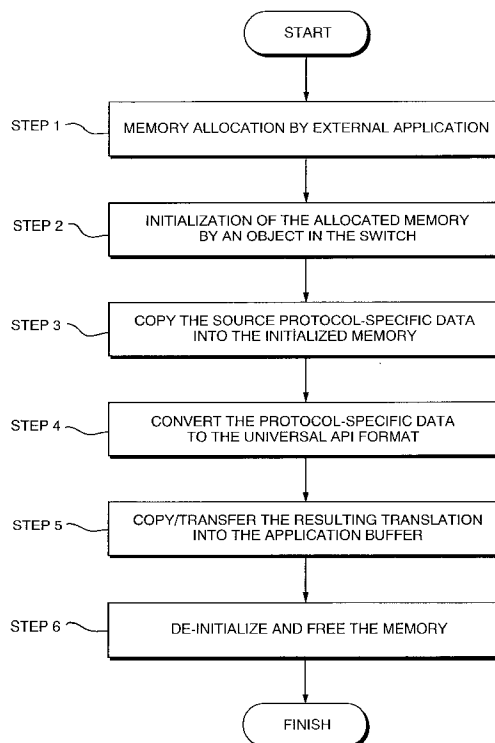 START
STEP 1
MEMORY ALLOCATION BY EXTERNAL APPLICATION
STEP 2
INITIALIZATION OF THE ALLOCATED MEMORY
BY AN OBJECT IN THE SWITCH
STEP 3
COPY THE SOURCE PROTOCOL-SPECIFIC DATA
INTO THE INITIALIZED MEMORY
STEP 4
CONVERT THE PROTOCOL-SPECIFIC DATA
TO THE UNIVERSAL API FORMAT
STEP 5
COPY/TRANSFER THE RESULTING TRANSLATION
INTO THE APPLICATION BUFFER
STEP 6
DE-INITIALIZE AND FREE THE MEMORY
FINISH